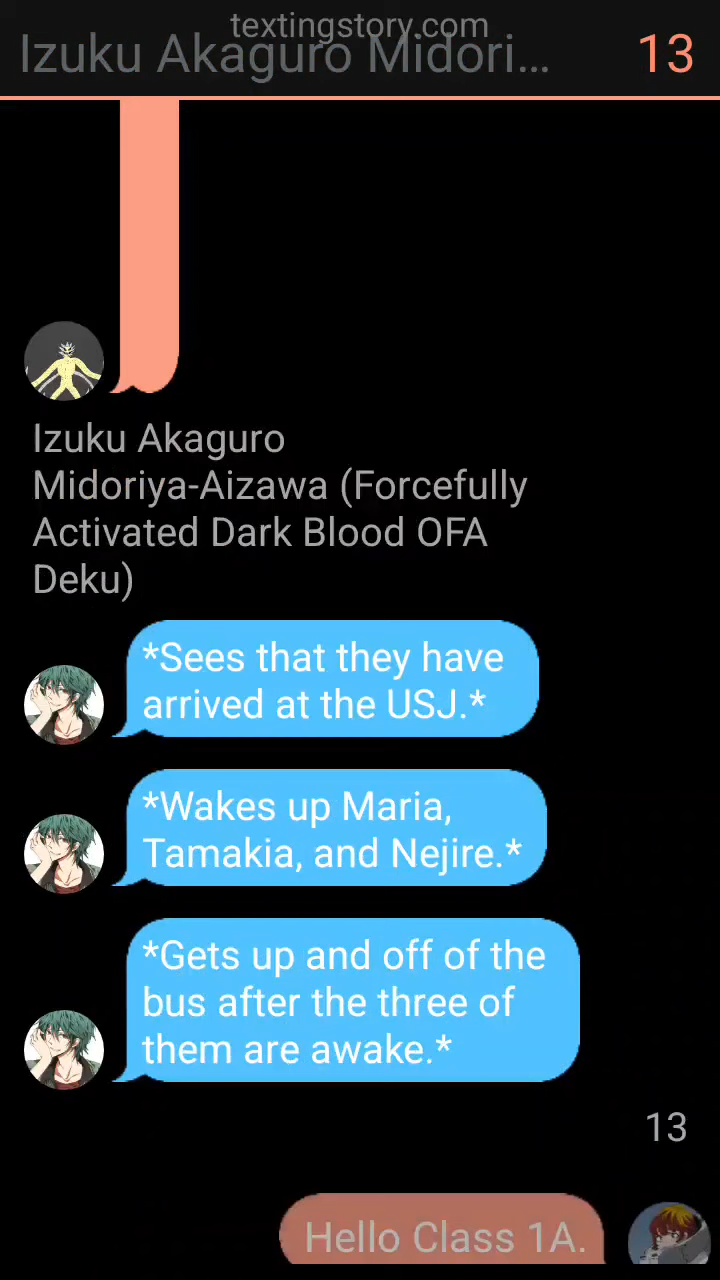 textingstory.com
Izuku Akaguro Midori...
13
Izuku Akaguro
Midoriya-Aizawa (Forcefully
Activated Dark Blood OFA
Deku)
*Sees that they have
arrived at the USJ.*
*Wakes up Maria,
Tamakia, and Nejire.*
*Gets up and off of the
bus after the three of
them are awake.*
13
Hello Class 1A.